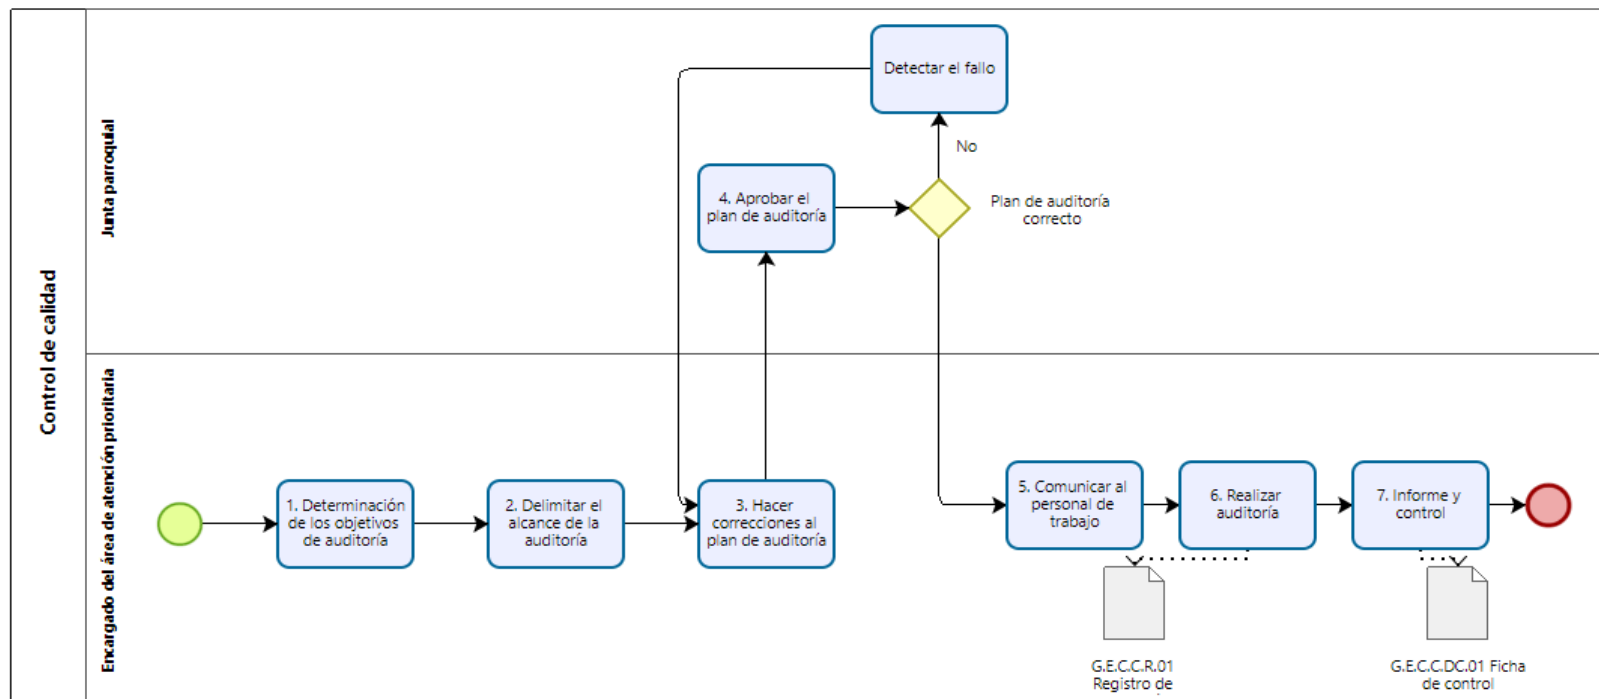 Control de calidad
Junta parroquial
Detectar el fallo
No
4. Aprobar el
plan de auditoría
Plan de auditoría
correcto
Encargado del área de atención prioritaria
1. Determinación
de los objetivos
de auditoría
2. Delimitar el
alcance de la
auditoría
3. Hacer
correcciones al
plan de auditoría
5. Comunicar al
personal de
trabajo
6. Realizar
auditoría
7. Informe y
control
G.E.C.C.R.01
Registro de
G.E.C.C.DC.01 Ficha
de control